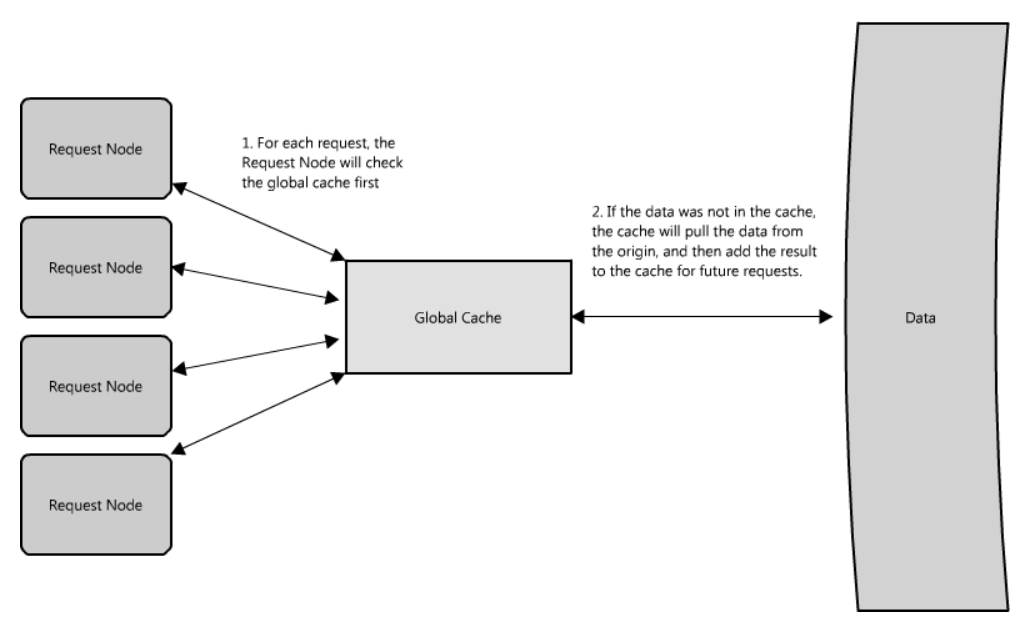 Request Node
1. For each request, the
Request Node will check
the global cache first
2. If the data was not in the cache,
the cache will pull the data from
the origin, and then add the result
to the cache for future requests.
Request Node
Global Cache
Data
Request Node
Request Node